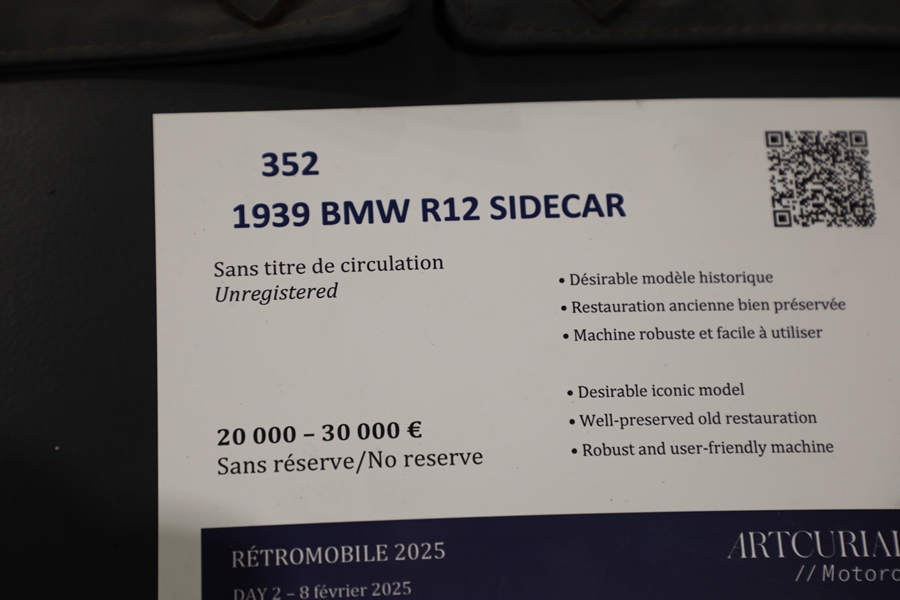 352
1939 BMW R12 SIDECAR
Sans titre de circulation
Unregistered
• Désirable modèle historique
• Restauration ancienne bien préservée
• Machine robuste et facile à utiliser
• Desirable iconic model
• Well-preserved old restauration
• Robust and user-friendly machine
20 000 – 30 000 €
Sans réserve/No reserve
RÉTROMOBILE 2025
DAY 2 – 8 février 2025
ARTCURIAL
//Motorc